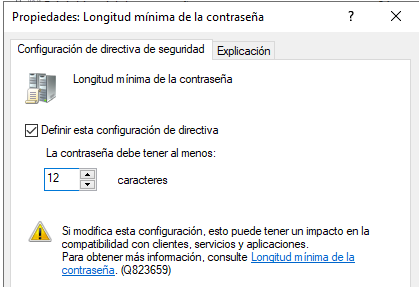 Propiedades: Longitud mínima de la contraseña
Configuración de directiva de seguridad Explicación
Longitud mínima de la contraseña
Definir esta configuración de directiva
La contraseña debe tener al menos:
12 caracteres
Si modifica esta configuración, esto puede tener un impacto en la
compatibilidad con clientes, servicios y aplicaciones.
Para obtener más información, consulte Longitud mínima de la
contraseña. (Q823659)